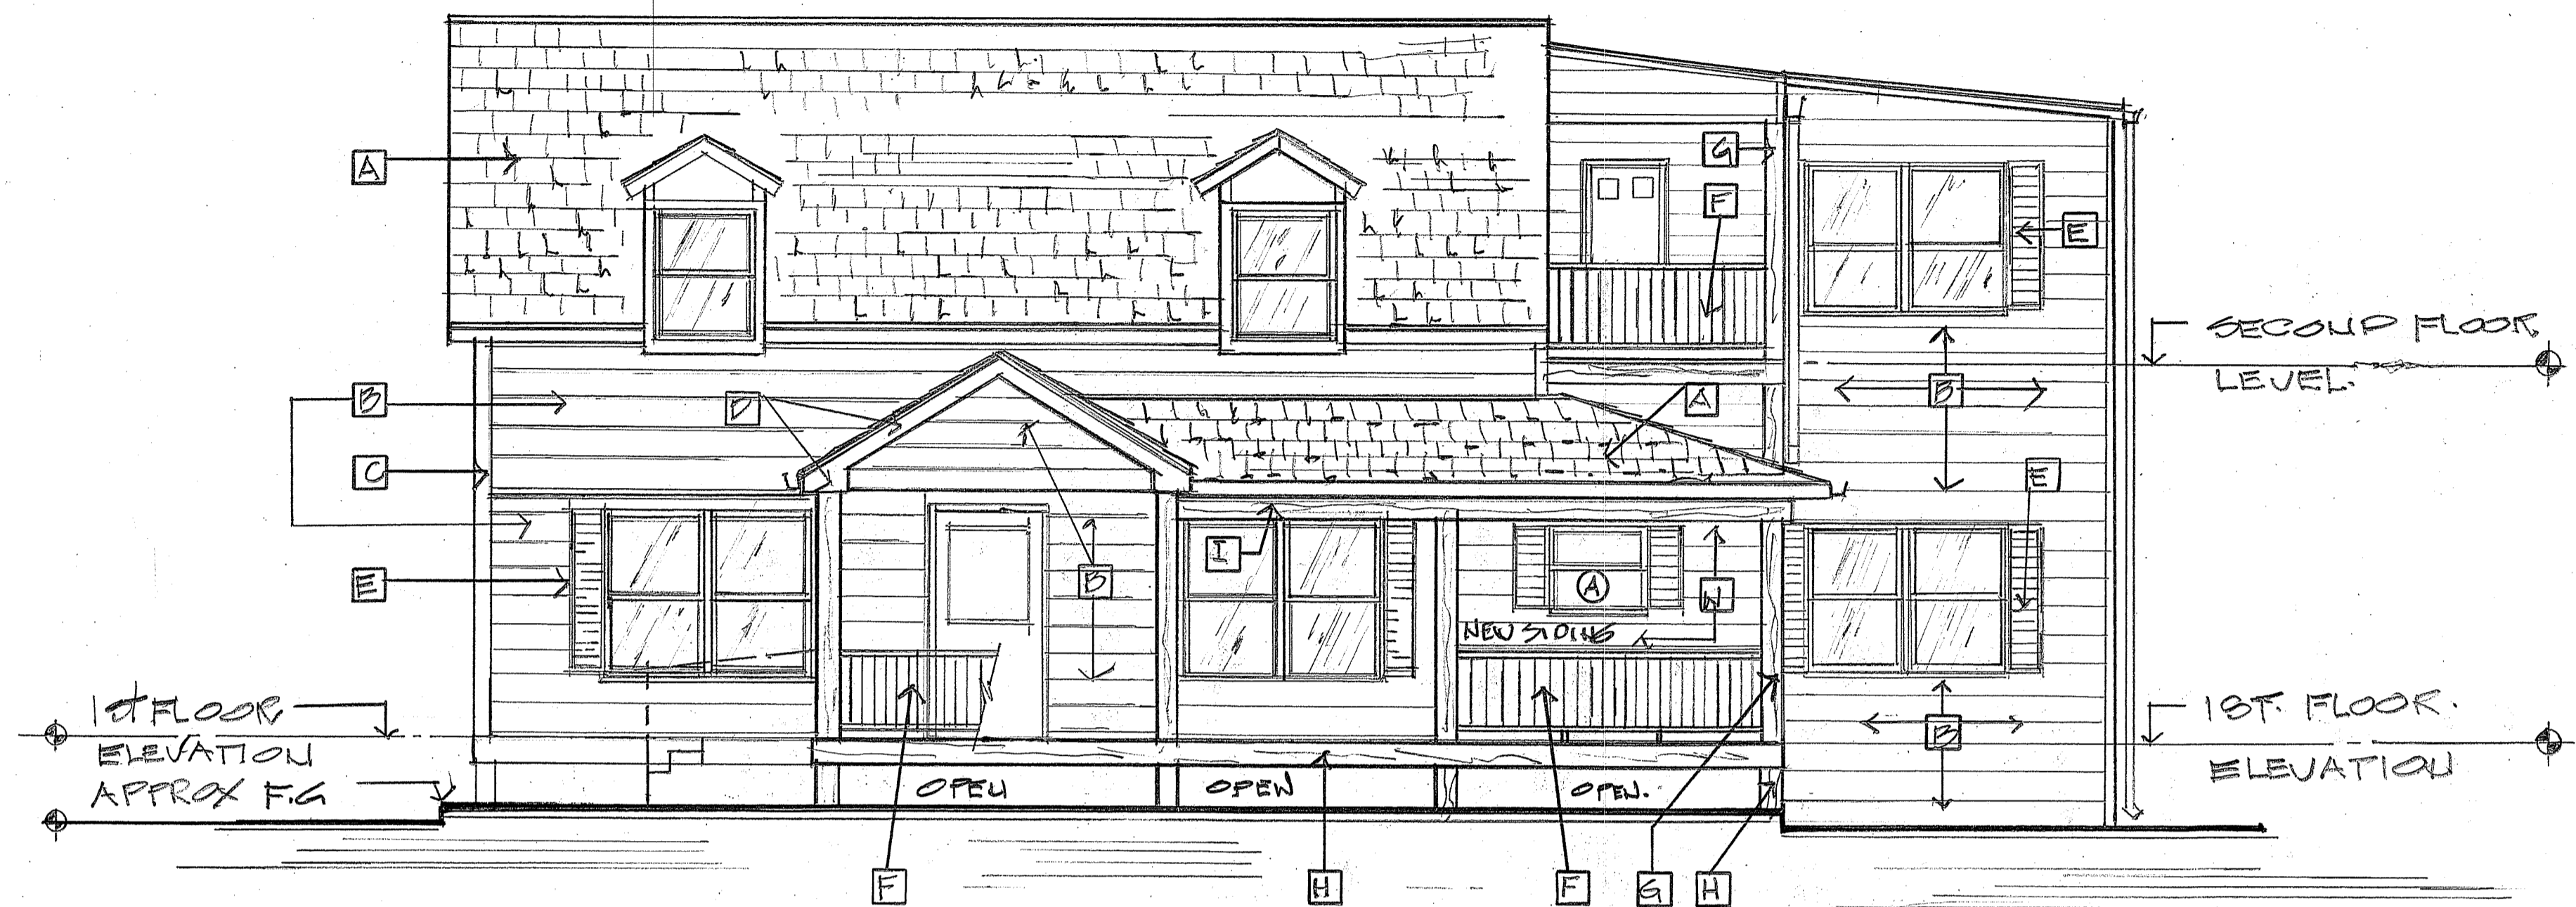 A
G
F
E
SECOND FLOOR
LEVEL.
B
D
A
B
C
E
I
B
A
W
E
NEW SIDING
1st FLOOR
ELEVATION
APPROX F.G
B
1ST. FLOOR.
ELEVATION
OPEN
OPEN
OPEN.
F
H
F
G
H